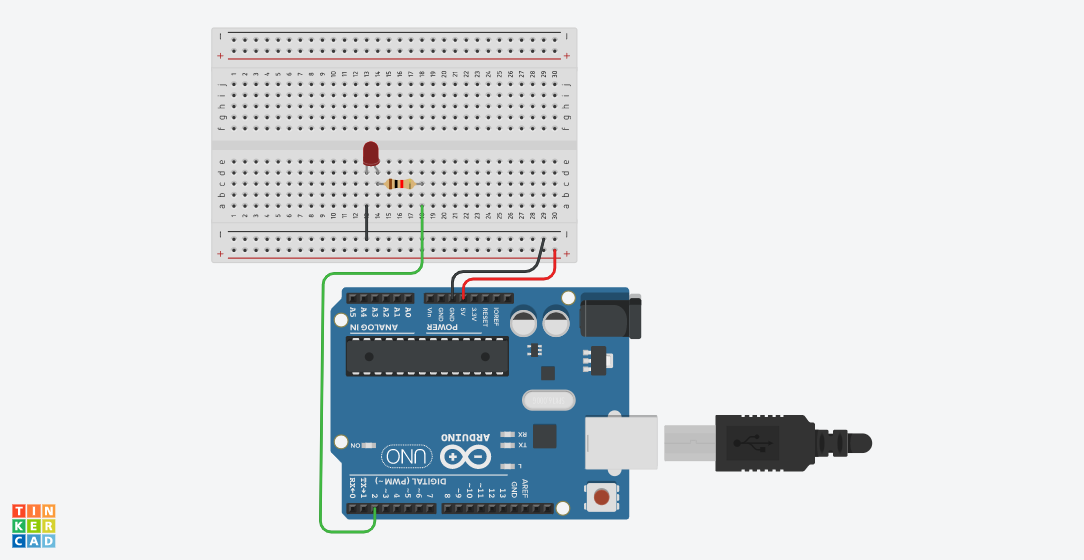 1 2 3 4 5 6 7 8 9 10 11 12 13 14 15 16 17 18 19 20 21 22 23 24 25 26 27 28 29 30
j j
i i
h h
g g
f f
e e
d d
c c
b b
a a
1 2 3 4 5 6 7 8 9 10 11 12 13 14 15 16 17 18 19 20 21 22 23 24 25 26 27 28 29 30
A5 A4 A3 A2 A1 A0
Vin GND GND 5V 3.3V RESET IOREF
ANALOG IN
POWER
RX
TX
ARDUINO
ON
UNO
L
DIGITAL (PWM ~)
RX←0 TX→1 2 ~3 4 ~5 ~6 7 8 ~9 ~10 ~11 12 13 GND AREF
TIN
KER
CAD